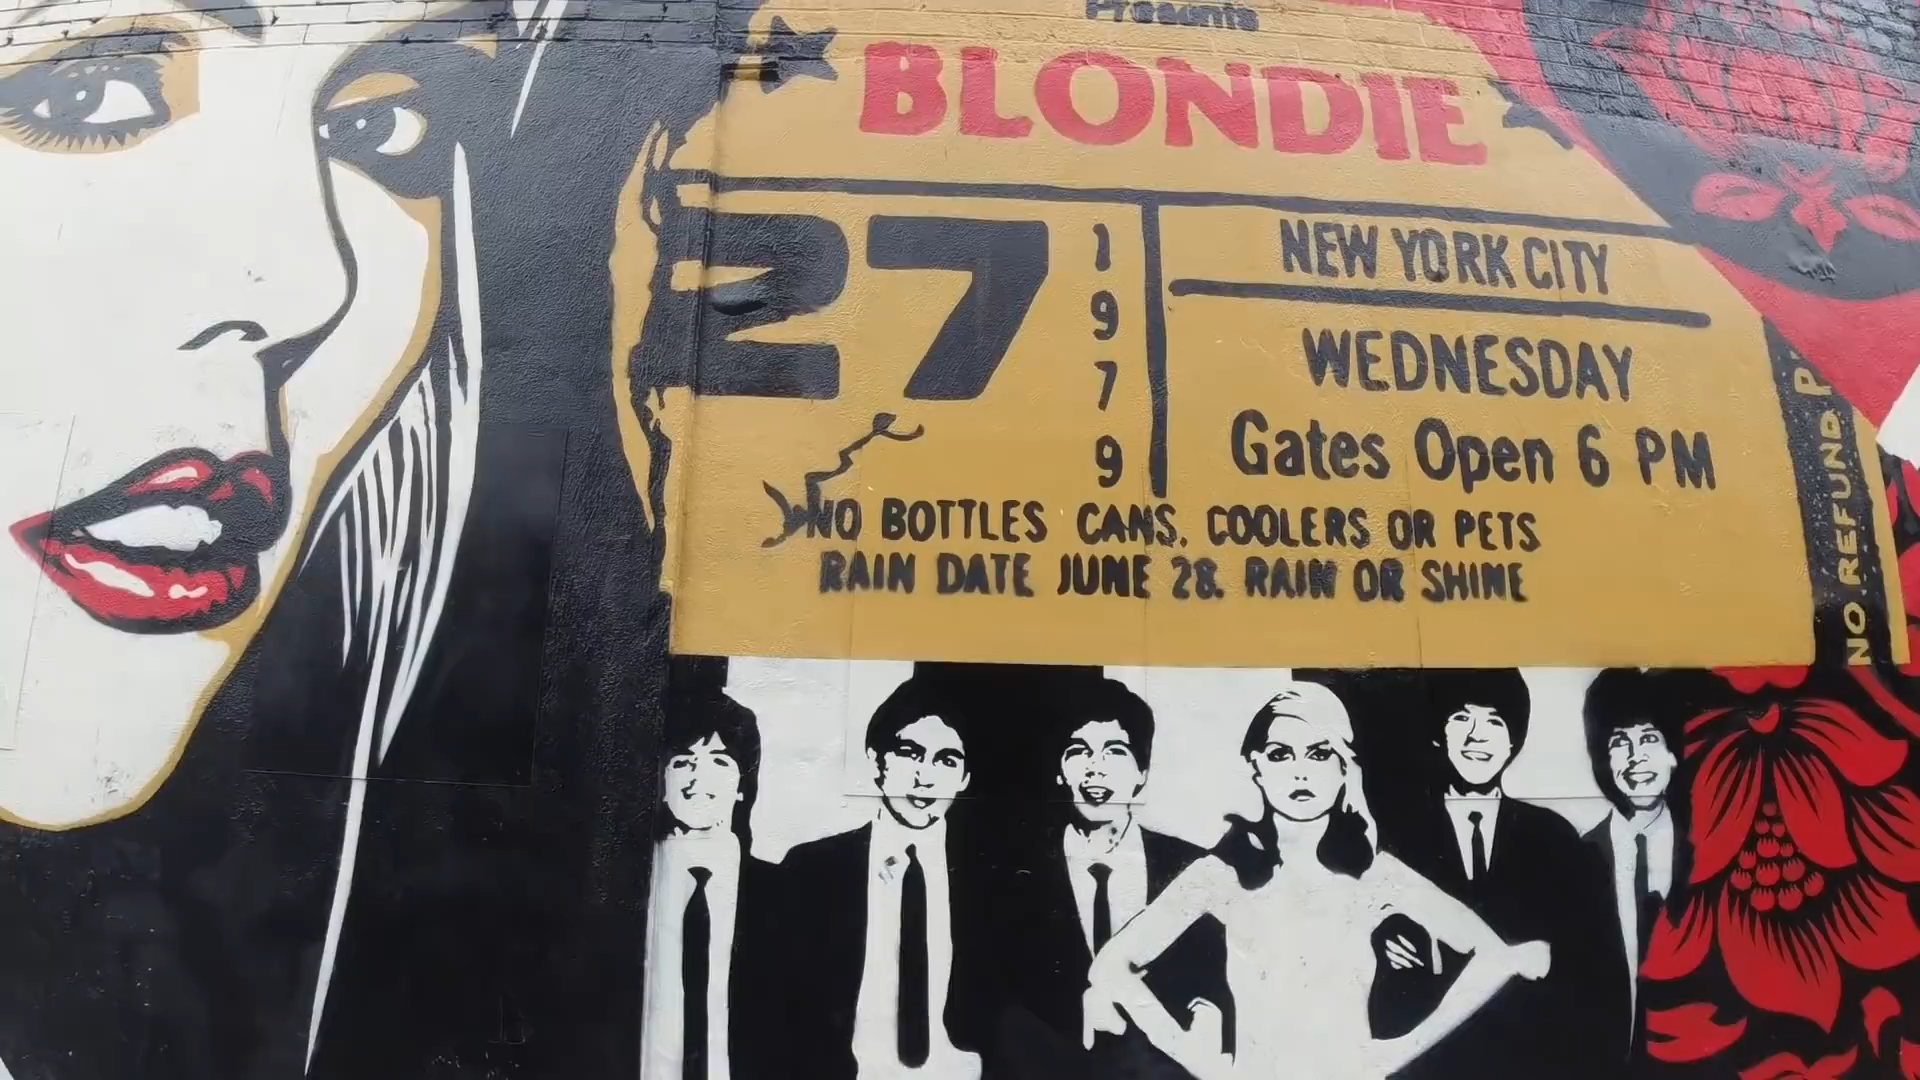 Presents
BLONDIE
27
1979
NEW YORK CITY
WEDNESDAY
Gates Open 6 PM
NO BOTTLES CANS, COOLERS OR PETS
RAIN DATE JUNE 28. RAIN OR SHINE
NO REFUND